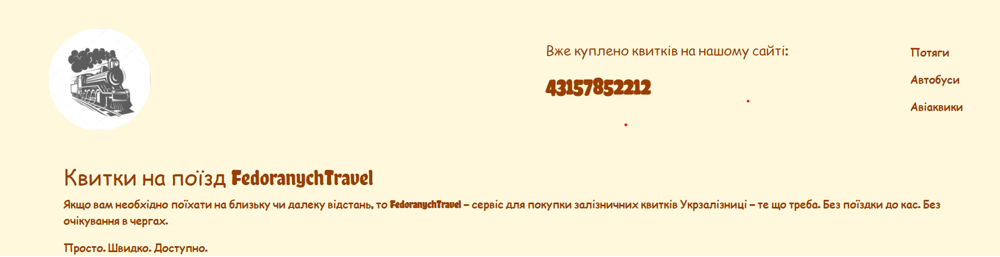 Вже куплено квитків на нашому сайті:
43157852212
Потяги
Автобуси
Авіаквики
Квитки на поїзд FedoranychTravel
Якщо вам необхідно поїхати на близьку чи далеку відстань, то FedoranychTravel – сервіс для покупки залізничних квитків Укрзалізниці – те що треба. Без поїздки до кас. Без
очікування в чергах.
Просто. Швидко. Доступно.